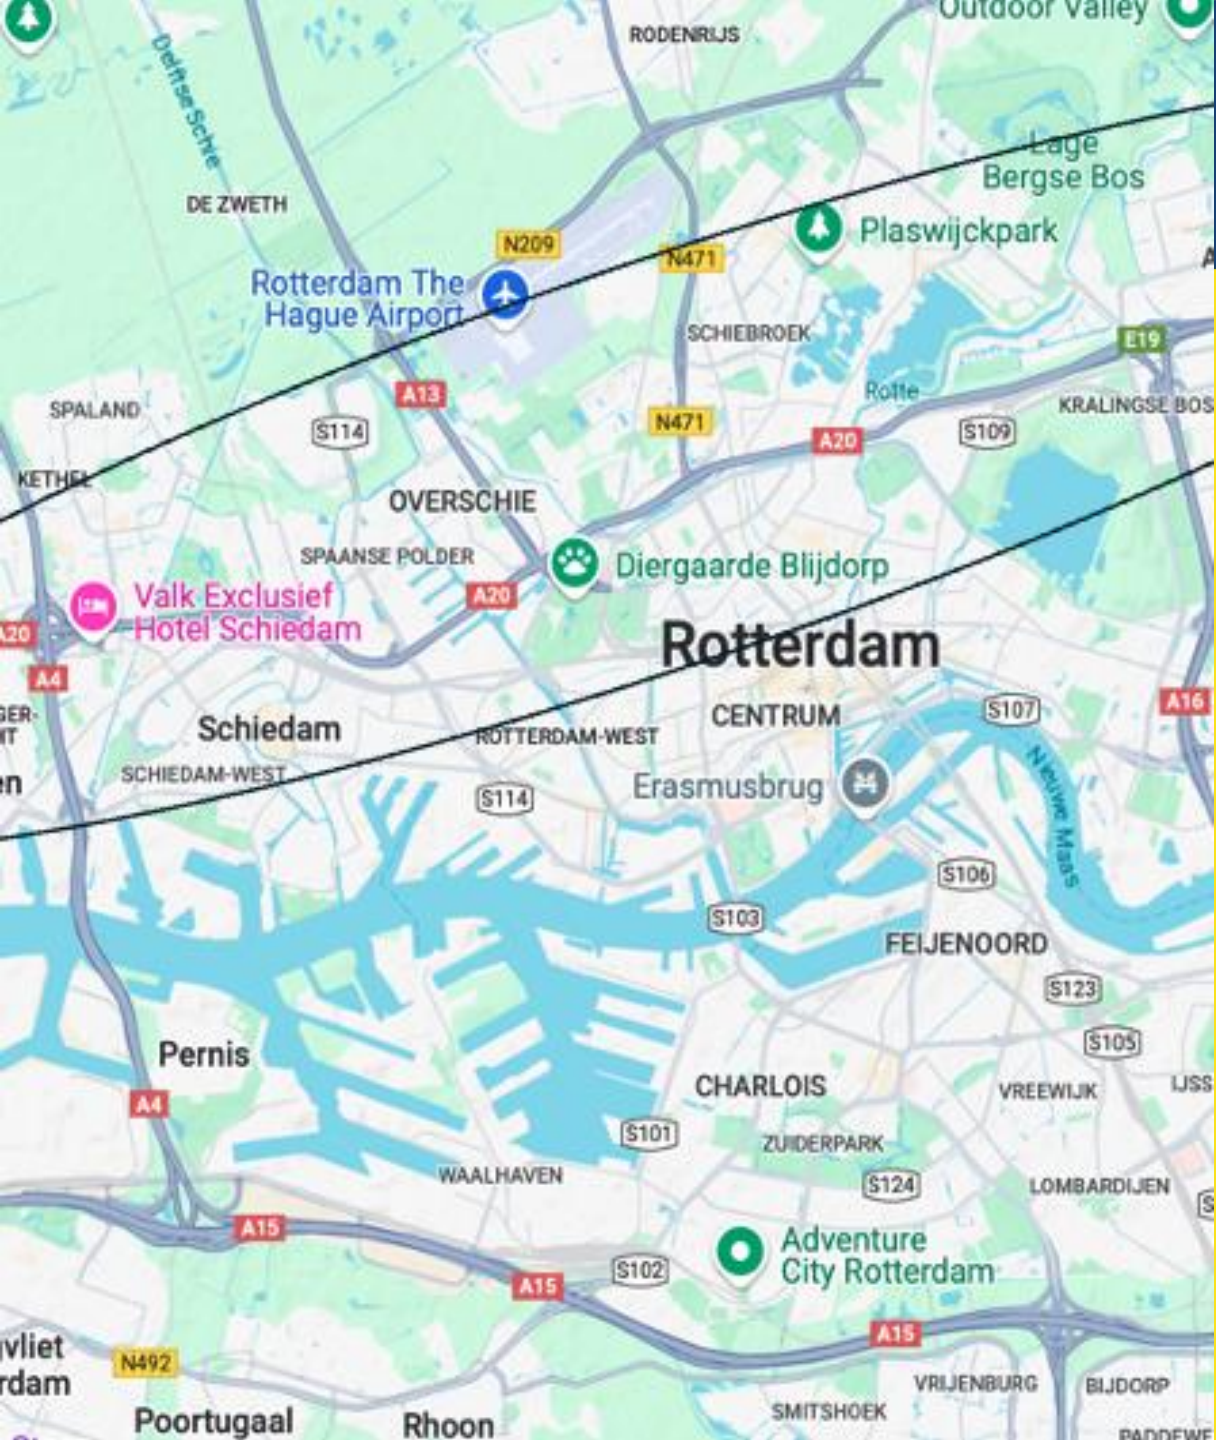 Outdoor Valley
RODENRIJS
Delftse Schie
Lage
Bergse Bos
DE ZWETH
N209
Plaswijckpark
N471
Rotterdam The
Hague Airport
SCHIEBROEK
E19
A13
Rotte
KRALINGSE BOS
SPALAND
S114
N471
A20
S109
KETHEL
OVERSCHIE
SPAANSE POLDER
Diergaarde Blijdorp
A20
Valk Exclusief
Hotel Schiedam
A20
Rotterdam
A4
A16
S107
CENTRUM
Schiedam
ROTTERDAM-WEST
SCHIEDAM-WEST
Erasmusbrug
S114
Nieuwe Maas
S106
S103
FEIJENOORD
S123
S105
Pernis
CHARLOIS
VREEWIJK
IJSS
A4
S101
ZUIDERPARK
WAALHAVEN
S124
LOMBARDIJEN
A15
Adventure
City Rotterdam
S102
A15
A15
vliet
rdam
N492
VRIJENBURG
BIJDORP
Poortugaal
Rhoon
SMITSHOEK
PADDEWE